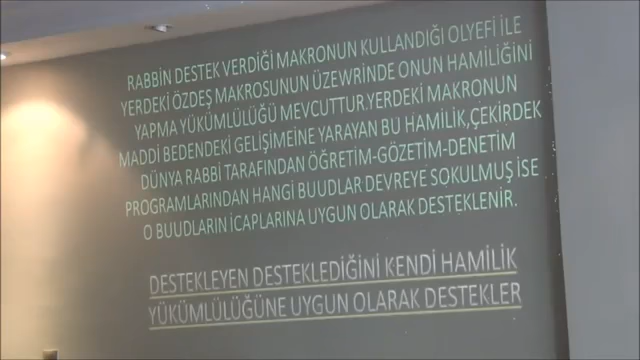 RABBİN DESTEK VERDİĞİ MAKRONUN KULLANDIĞI OLYEFİ İLE
YERDEKİ ÖZDEŞ MAKROSUNUN ÜZEWRİNDE ONUN HAMİLİĞİNİ
YAPMA YÜKÜMLÜLÜĞÜ MEVCUTTUR.YERDEKİ MAKRONUN
MADDİ BEDENDEKİ GELİŞİMEİNE YARAYAN BU HAMİLİK,ÇEKİRDEK
DÜNYA RABBİ TARAFINDAN ÖĞRETİM-GÖZETİM-DENETİM
PROGRAMLARINDAN HANGİ BUUDLAR DEVREYE SOKULMUŞ İSE
O BUUDLARIN İCAPLARINA UYGUN OLARAK DESTEKLENİR.
DESTEKLEYEN DESTEKLEDİĞİNİ KENDİ HAMİLİK
YÜKÜMLÜLÜĞÜNE UYGUN OLARAK DESTEKLER